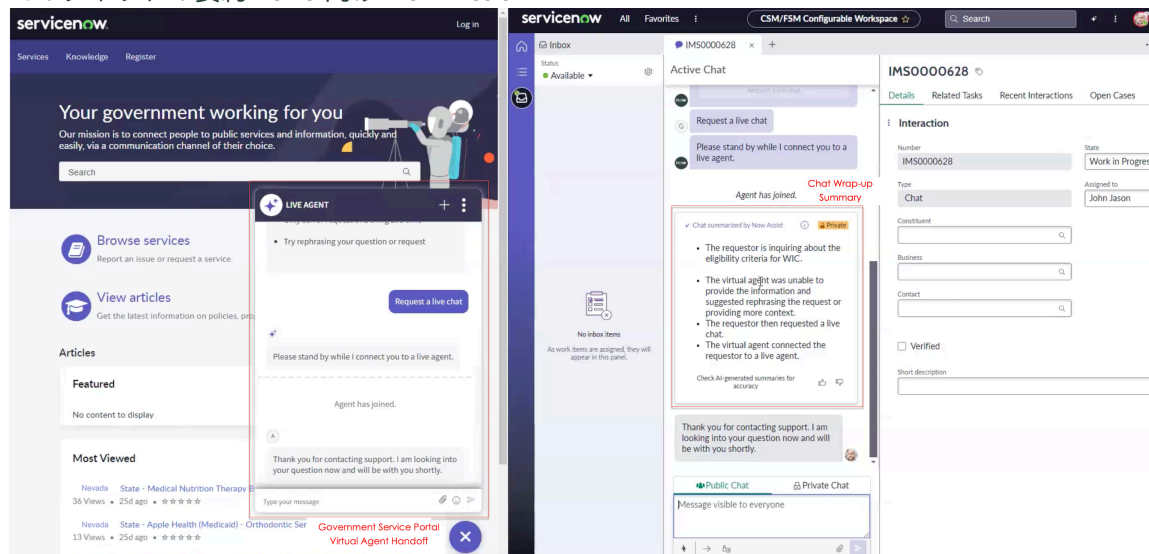 servicenow
Log in
Services Knowledge Register
Your government working for you
Our mission is to connect people to public services and information, quickly and
easily, via a communication channel of their choice.
Search
Browse services
Report an issue or request a service.
View articles
Get the latest information on policies,
Articles
Featured
No content to display
Most Viewed
Nevada State - Medical Nutrition Therapy
36 Views • 25d ago • ☆☆☆☆☆
Nevada State - Apple Health (Medicaid) - Orthodontic Ser
13 Views • 25d ago • ☆☆☆☆☆
LIVE AGENT
• Try rephrasing your question or request
Request a live chat
Please stand by while I connect you to a live agent.
Agent has joined.
A
Thank you for contacting support. I am looking into
your question now and will be with you shortly.
Type your message
Government Service Portal
Virtual Agent Handoff
servicenow All Favorites CSM/FSM Configurable Workspace ☆ Search
Inbox
Status
Available
No inbox items
As work items are assigned, they will
appear in this panel.
IMS0000628 × +
Active Chat
G
Request a live chat
Please stand by while I connect you to a
live agent.
Agent has joined.
Chat Wrap-up
Summary
Chat summarized by Now Assist Private
• The requestor is inquiring about the
eligibility criteria for WIC.
• The virtual agent was unable to
provide the information and
suggested rephrasing the request or
providing more context.
• The requestor then requested a live
chat.
• The virtual agent connected the
requestor to a live agent.
Check AI-generated summaries for
accuracy
Thank you for contacting support. I am
looking into your question now and will
be with you shortly.
Public Chat Private Chat
Message visible to everyone
IMS0000628
Details Related Tasks Recent Interactions Open Cases
Interaction
Number
IMS0000628
State
Work in Progres
Type
Chat
Assigned to
John Jason
Constituent
Business
Contact
Verified
Short description